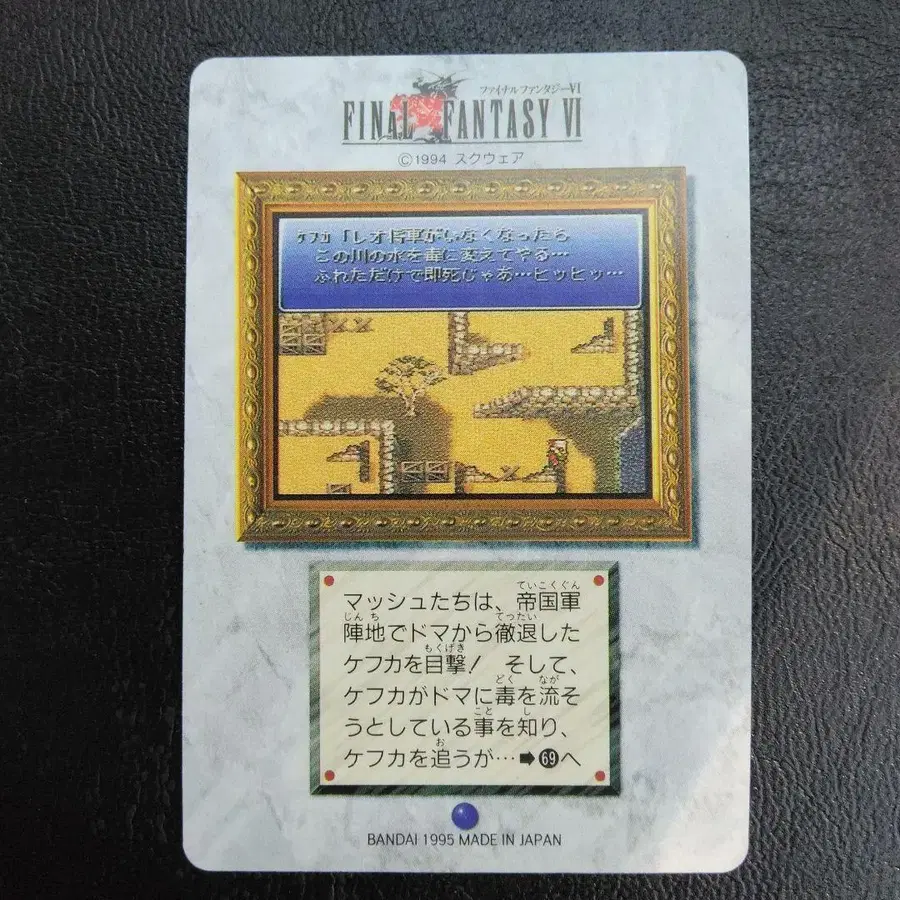 ファイナルファンタジーVI
FINAL FANTASY VI
©1994 スクウェア
ケフカ「レオ将軍がいなくなったら
この川の水を毒に変えてやる…
ふれただけで即死じゃあ…ヒッヒッ…
マッシュたちは、帝国軍
陣地でドマから徹退した
ケフカを目撃！ そして、
ケフカがドマに毒を流そ
うとしている事を知り、
ケフカを追うが…➡69へ
BANDAI 1995 MADE IN JAPAN